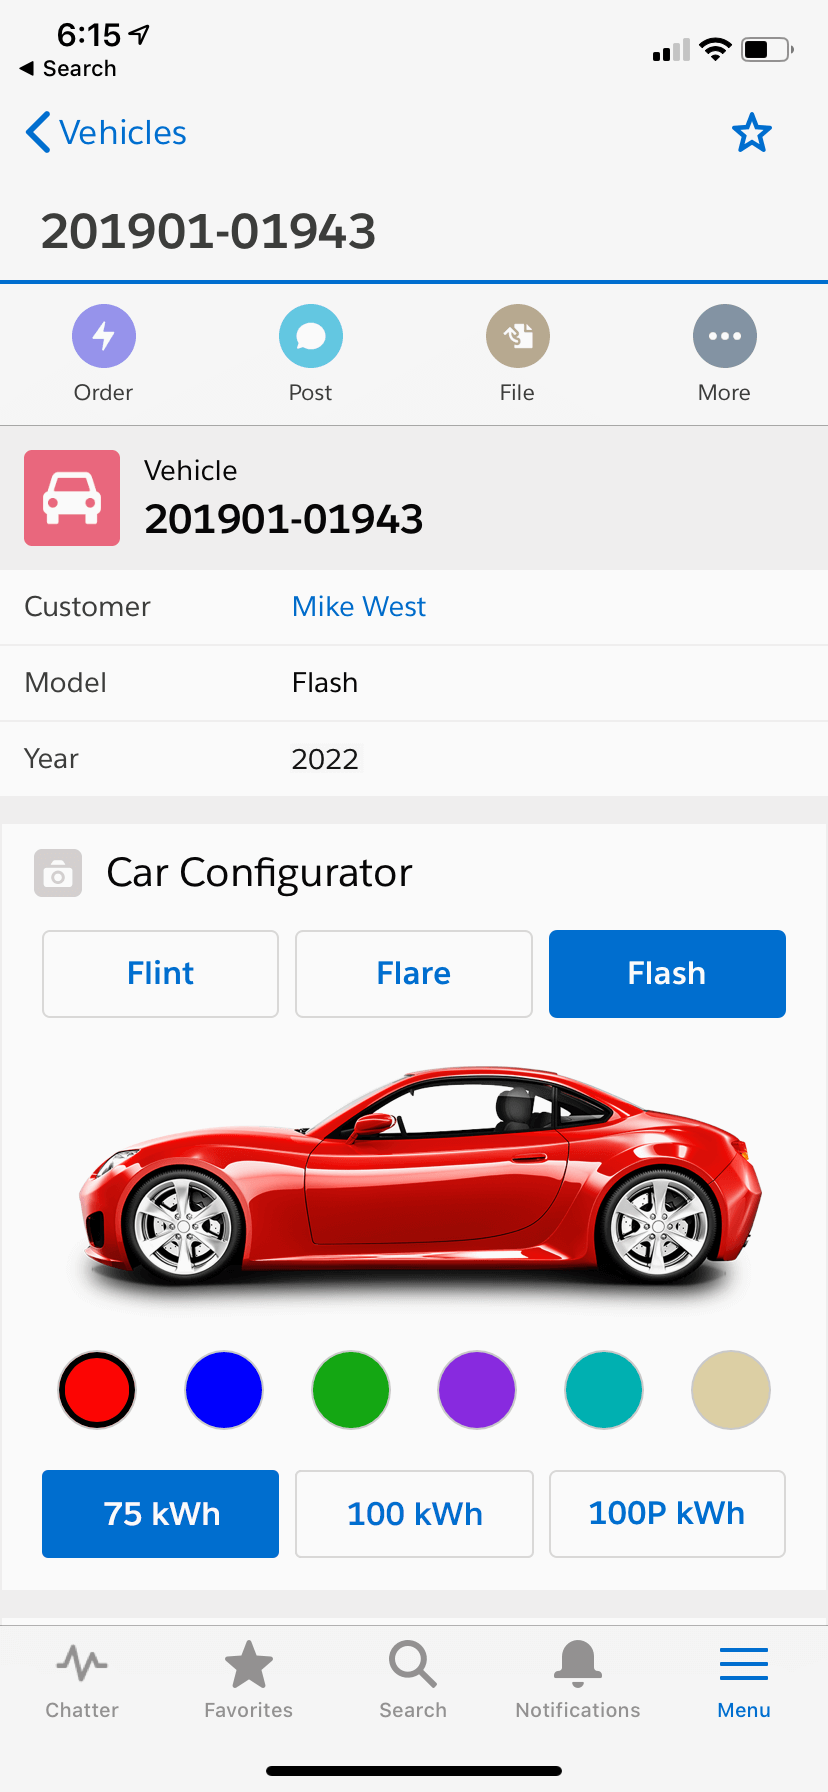 6:15
◀ Search
Vehicles
201901-01943
Order Post File More
Vehicle
201901-01943
Customer Mike West
Model Flash
Year 2022
Car Configurator
Flint Flare Flash
75 kWh 100 kWh 100P kWh
Chatter Favorites Search Notifications Menu